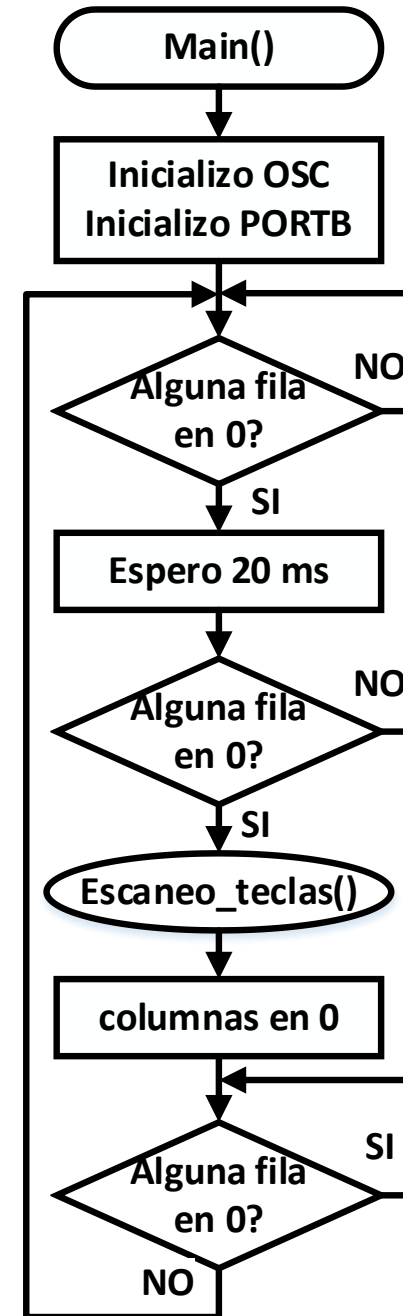 Main()
Inicializo OSC
Inicializo PORTB
Alguna fila
en 0?
NO
SI
Espero 20 ms
Alguna fila
en 0?
NO
SI
Escaneo_teclas()
columnas en 0
Alguna fila
en 0?
SI
NO